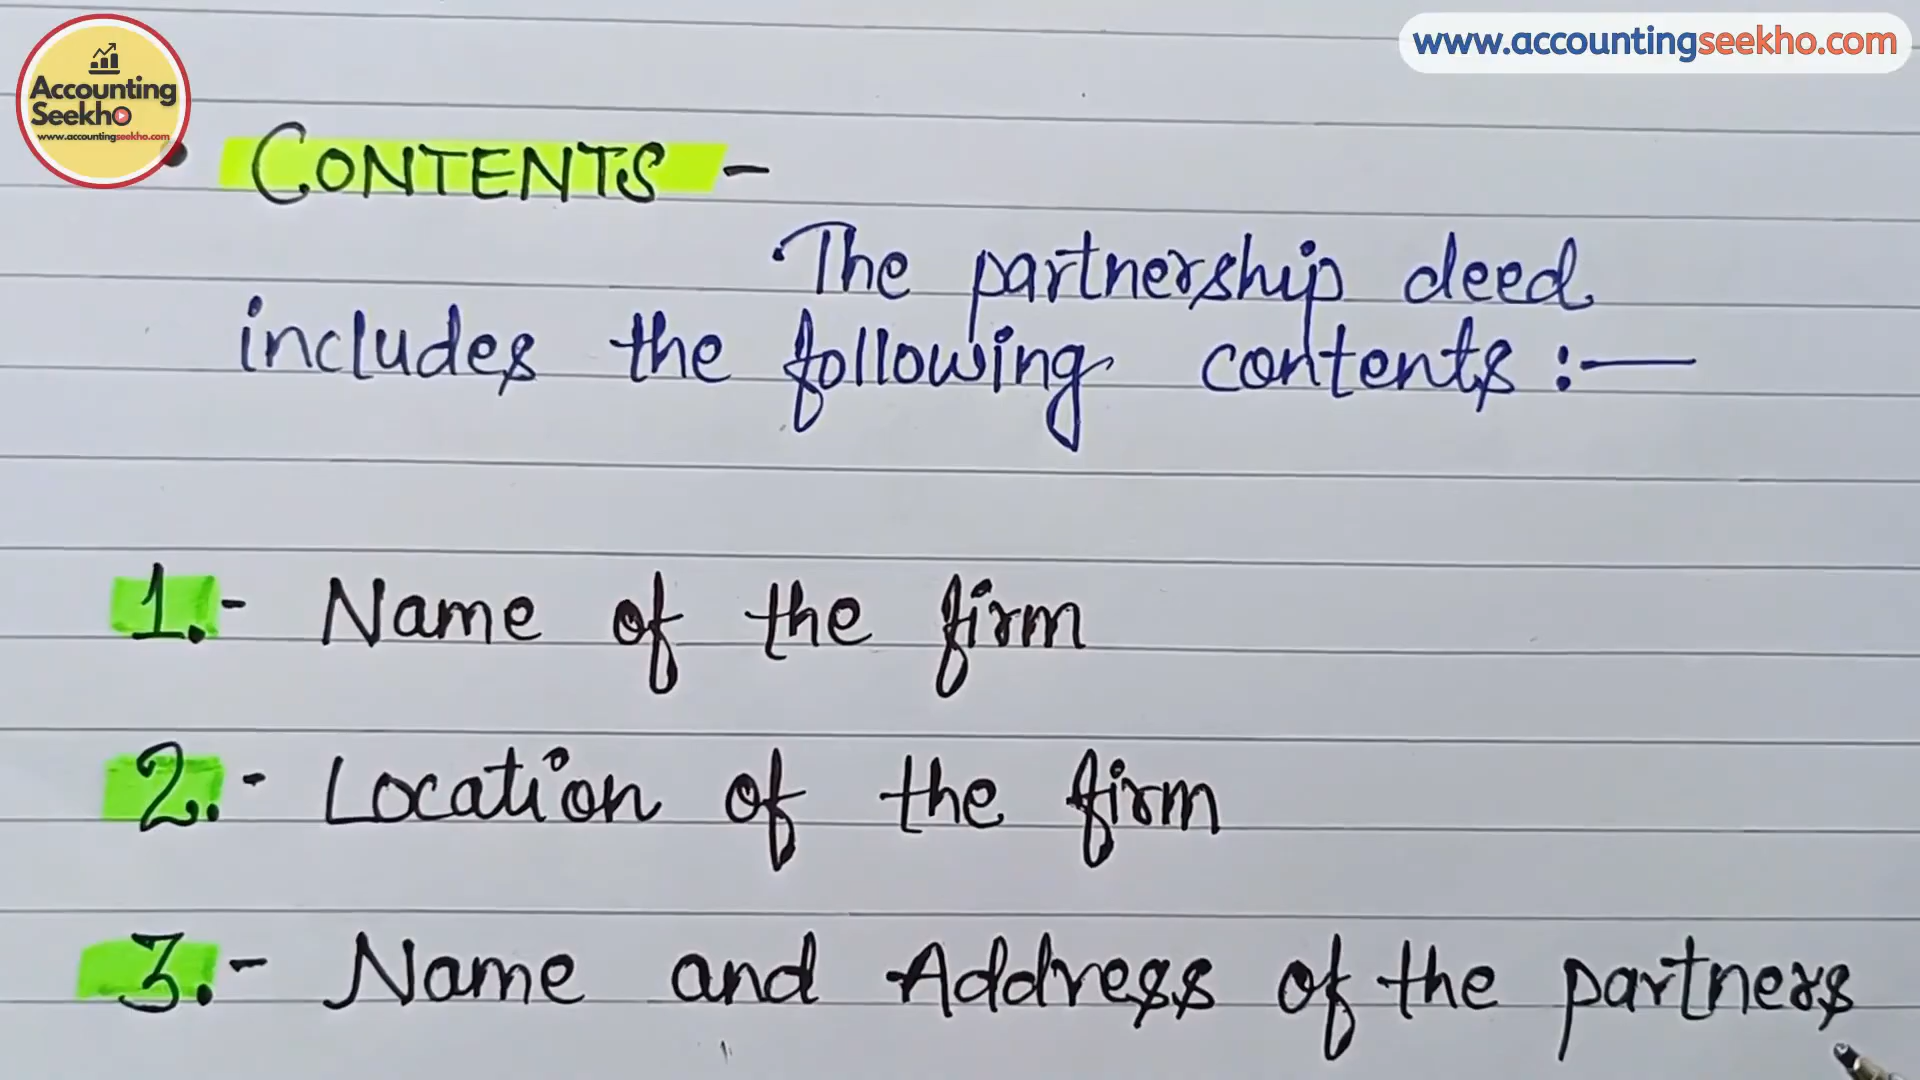 Accounting
Seekho
www.accountingseekho.com
www.accountingseekho.com
• CONTENTS -
The partnership deed
includes the following contents :—
1.- Name of the firm
2.- Location of the firm
3.- Name and Address of the partners